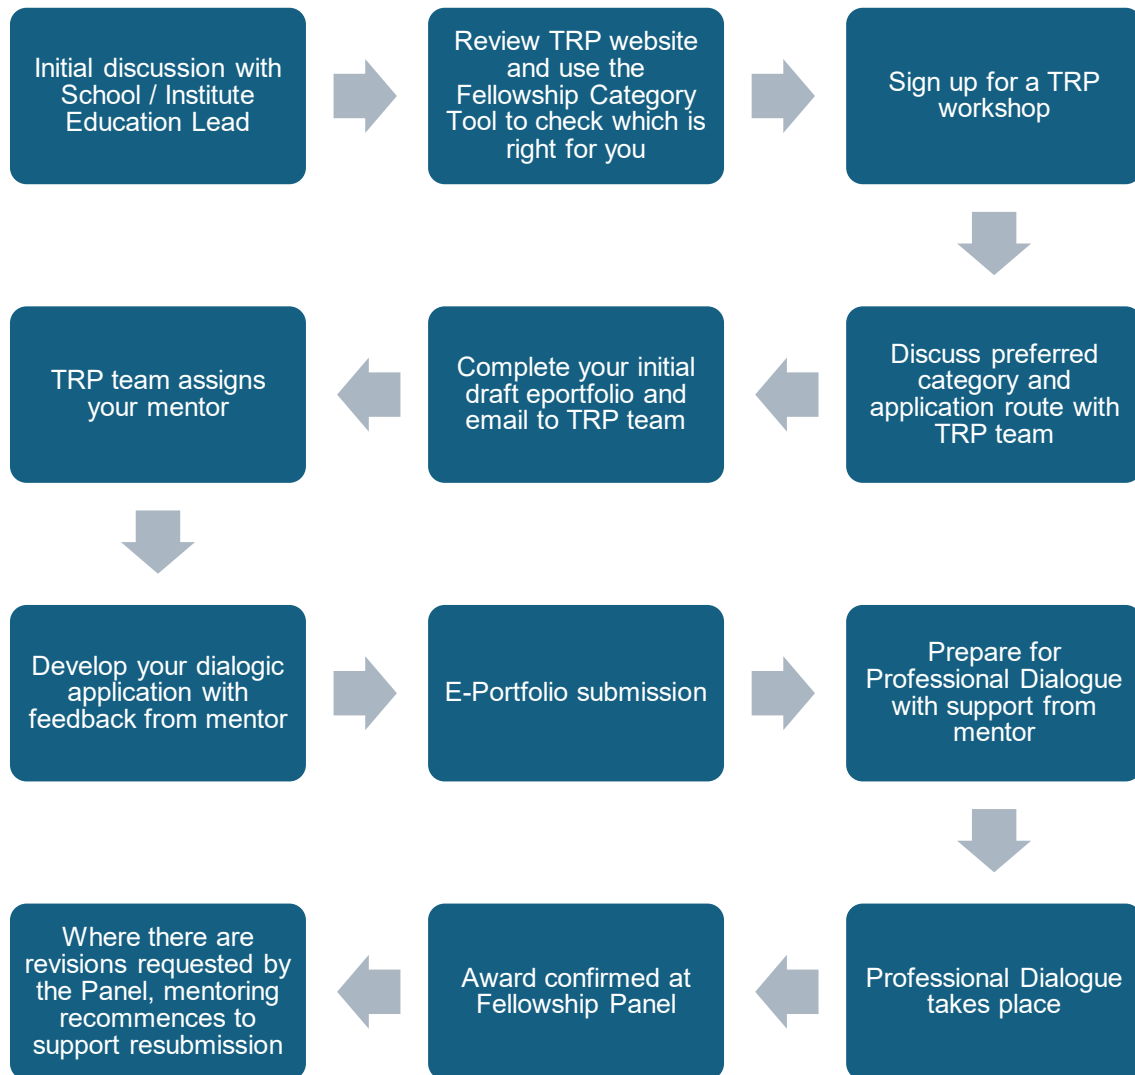 Initial discussion with
School / Institute
Education Lead
Review TRP website
and use the
Fellowship Category
Tool to check which is
right for you
Sign up for a TRP
workshop
Discuss preferred
category and
application route with
TRP team
Complete your initial
draft eportfolio and
email to TRP team
TRP team assigns
your mentor
Develop your dialogic
application with
feedback from mentor
E-Portfolio submission
Prepare for
Professional Dialogue
with support from
mentor
Professional Dialogue
takes place
Award confirmed at
Fellowship Panel
Where there are
revisions requested by
the Panel, mentoring
recommences to
support resubmission